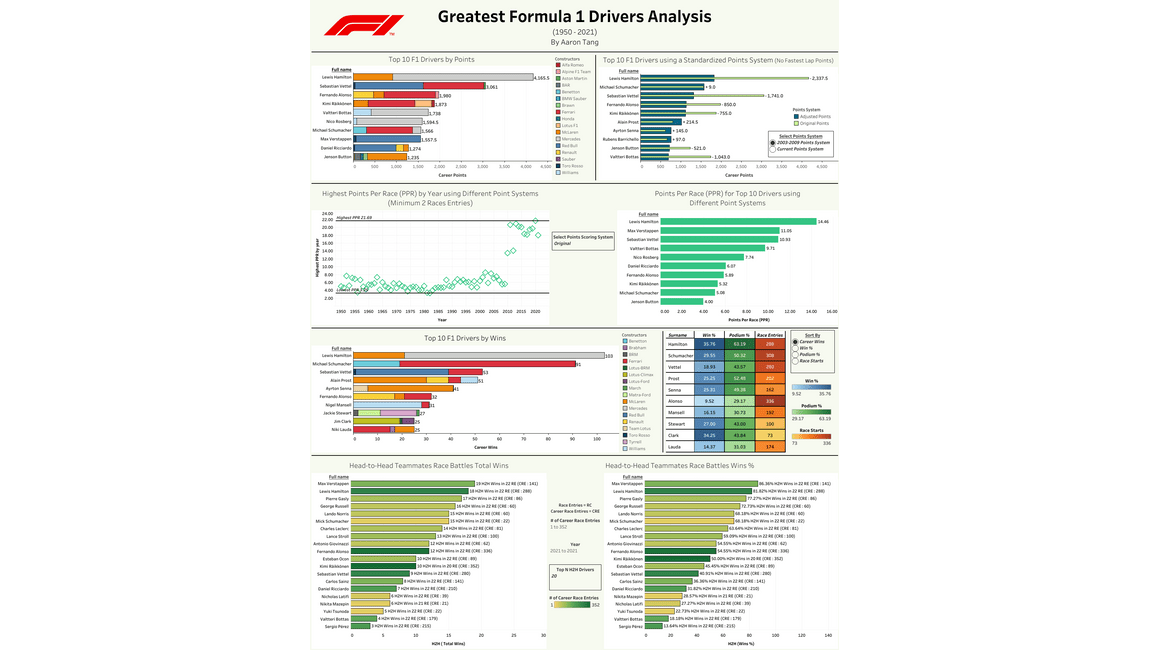 Greatest Formula 1 Drivers Analysis
(1950 - 2021)
By Aaron Tang
Top 10 F1 Drivers by Points
Full name
Lewis Hamilton 4,165.5
Sebastian Vettel 3,061
Fernando Alonso 1,980
Kimi Räikkönen 1,873
Valtteri Bottas 1,738
Nico Rosberg 1,594.5
Michael Schumacher 1,566
Max Verstappen 1,557.5
Daniel Ricciardo 1,274
Jenson Button 1,235
0 500 1,000 1,500 2,000 2,500 3,000 3,500 4,000 4,500
Career Points
Constructors
Alfa Romeo
Alpine F1 Team
Aston Martin
BAR
Benetton
BMW Sauber
Brawn
Ferrari
Honda
Lotus F1
McLaren
Mercedes
Red Bull
Renault
Sauber
Toro Rosso
Williams
Top 10 F1 Drivers using a Standardized Points System (No Fastest Lap Points)
Full name
Lewis Hamilton - 2,337.5
Michael Schumacher + 9.0
Sebastian Vettel - 1,741.0
Fernando Alonso - 850.0
Kimi Räikkönen - 755.0
Alain Prost + 214.5
Ayrton Senna + 145.0
Rubens Barrichello + 97.0
Jenson Button - 521.0
Valtteri Bottas - 1,043.0
0 500 1,000 1,500 2,000 2,500 3,000 3,500 4,000 4,500
Career Points
Points System
Adjusted Points
Original Points
Select Points System
2003-2009 Points System
Current Points System
Highest Points Per Race (PPR) by Year using Different Point Systems
(Minimum 2 Races Entries)
Highest PPR by year
24.00
22.00
20.00
18.00
16.00
14.00
12.00
10.00
8.00
6.00
4.00
2.00
Highest PPR 21.68
1950 1955 1960 1965 1970 1975 1980 1985 1990 1995 2000 2005 2010 2015 2020
Year
Select Points Scoring System
Original
Points Per Race (PPR) for Top 10 Drivers using
Different Point Systems
Full name
Lewis Hamilton 14.46
Max Verstappen 11.05
Sebastian Vettel 10.93
Valtteri Bottas 9.71
Nico Rosberg 7.74
Daniel Ricciardo 6.07
Fernando Alonso 5.89
Kimi Räikkönen 5.32
Michael Schumacher 5.08
Jenson Button 4.00
0.00 2.00 4.00 6.00 8.00 10.00 12.00 14.00 16.00
Points Per Race (PPR)
Top 10 F1 Drivers by Wins
Full name
Lewis Hamilton 103
Michael Schumacher 91
Sebastian Vettel 53
Alain Prost 51
Ayrton Senna 41
Fernando Alonso 32
Nigel Mansell 31
Jackie Stewart 27
Jim Clark 25
Niki Lauda 25
0 10 20 30 40 50 60 70 80 90 100
Career Wins
Constructors
Benetton
Brabham
BRM
Ferrari
Lotus-BRM
Lotus-Climax
Lotus-Ford
March
Matra-Ford
McLaren
Mercedes
Red Bull
Renault
Team Lotus
Toro Rosso
Tyrrell
Williams
Surname Win % Podium % Race Entries
Hamilton 35.76 63.19 288
Schumacher 29.55 50.32 308
Vettel 18.93 43.57 280
Prost 25.25 52.48 202
Senna 25.31 49.38 162
Alonso 9.52 29.17 336
Mansell 16.15 30.73 192
Stewart 27.00 43.00 100
Clark 34.25 43.84 73
Lauda 14.37 31.03 174
Sort By
Career Wins
Win %
Podium %
Race Starts
Win %
9.52 35.76
Podium %
29.17 63.19
Race Starts
73 336
Head-to-Head Teammates Race Battles Total Wins
Full name
Max Verstappen 19 H2H Wins in 22 RE (CRE : 141)
Lewis Hamilton 18 H2H Wins in 22 RE (CRE : 288)
Pierre Gasly 17 H2H Wins in 22 RE (CRE : 86)
George Russell 16 H2H Wins in 22 RE (CRE : 60)
Lando Norris 15 H2H Wins in 22 RE (CRE : 60)
Mick Schumacher 15 H2H Wins in 22 RE (CRE : 22)
Charles Leclerc 14 H2H Wins in 22 RE (CRE : 81)
Lance Stroll 13 H2H Wins in 22 RE (CRE : 100)
Antonio Giovinazzi 12 H2H Wins in 22 RE (CRE : 62)
Fernando Alonso 12 H2H Wins in 22 RE (CRE : 336)
Esteban Ocon 10 H2H Wins in 22 RE (CRE : 89)
Kimi Räikkönen 10 H2H Wins in 20 RE (CRE : 352)
Sebastian Vettel 9 H2H Wins in 22 RE (CRE : 280)
Carlos Sainz 8 H2H Wins in 22 RE (CRE : 141)
Daniel Ricciardo 7 H2H Wins in 22 RE (CRE : 210)
Nicholas Latifi 6 H2H Wins in 22 RE (CRE : 39)
Nikita Mazepin 6 H2H Wins in 21 RE (CRE : 21)
Yuki Tsunoda 5 H2H Wins in 22 RE (CRE : 22)
Valtteri Bottas 4 H2H Wins in 22 RE (CRE : 179)
Sergio Pérez 3 H2H Wins in 22 RE (CRE : 215)
0 5 10 15 20 25 30
H2H ( Total Wins)
Race Entries = RC
Career Race Entires = CRE
# of Career Race Entries
1 to 352
Year
2021 to 2021
Top N H2H Drivers
20
# of Career Race Entries
1 352
Head-to-Head Teammates Race Battles Wins %
Full name
Max Verstappen 86.36% H2H Wins in 22 RE (CRE : 141)
Lewis Hamilton 81.82% H2H Wins in 22 RE (CRE : 288)
Pierre Gasly 77.27% H2H Wins in 22 RE (CRE : 86)
George Russell 72.73% H2H Wins in 22 RE (CRE : 60)
Lando Norris 68.18% H2H Wins in 22 RE (CRE : 60)
Mick Schumacher 68.18% H2H Wins in 22 RE (CRE : 22)
Charles Leclerc 63.64% H2H Wins in 22 RE (CRE : 81)
Lance Stroll 59.09% H2H Wins in 22 RE (CRE : 100)
Antonio Giovinazzi 54.55% H2H Wins in 22 RE (CRE : 62)
Fernando Alonso 54.55% H2H Wins in 22 RE (CRE : 336)
Kimi Räikkönen 50.00% H2H Wins in 20 RE (CRE : 352)
Esteban Ocon 45.45% H2H Wins in 22 RE (CRE : 89)
Sebastian Vettel 40.91% H2H Wins in 22 RE (CRE : 280)
Carlos Sainz 36.36% H2H Wins in 22 RE (CRE : 141)
Daniel Ricciardo 31.82% H2H Wins in 22 RE (CRE : 210)
Nikita Mazepin 28.57% H2H Wins in 21 RE (CRE : 21)
Nicholas Latifi 27.27% H2H Wins in 22 RE (CRE : 39)
Yuki Tsunoda 22.73% H2H Wins in 22 RE (CRE : 22)
Valtteri Bottas 18.18% H2H Wins in 22 RE (CRE : 179)
Sergio Pérez 13.64% H2H Wins in 22 RE (CRE : 215)
0 20 40 60 80 100 120 140
H2H (Wins %)